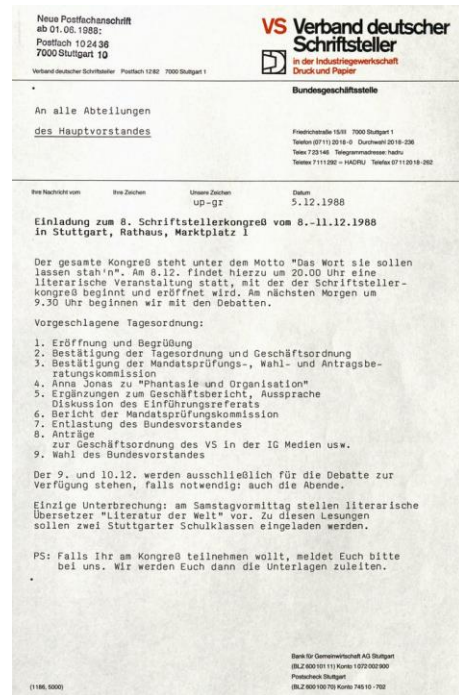 Neue Postfachanschrift
ab 01.06.1988:
Postfach 10 24 36
7000 Stuttgart 10
VS Verband deutscher
Schriftsteller
in der Industriegewerkschaft
Druck und Papier
Verband deutscher Schriftsteller Postfach 1282 7000 Stuttgart 1
Bundesgeschäftsstelle
An alle Abteilungen
des Hauptvorstandes
Friedrichstraße 15/II 7000 Stuttgart 1
Telefon (0711) 2018-0 Durchwahl 2018-236
Telex 723146 Telegrammadresse: hadru
Teletex 7111292 = HADRU Telefax 07112018-262
Ihre Nachricht vom Ihre Zeichen Unsere Zeichen Datum
up-gr 5.12.1988
Einladung zum 8. Schriftstellerkongreß vom 8.-11.12.1988
in Stuttgart, Rathaus, Marktplatz 1
Der gesamte Kongreß steht unter dem Motto "Das Wort sie sollen
lassen stah'n". Am 8.12. findet hierzu um 20.00 Uhr eine
literarische Veranstaltung statt, mit der der Schriftsteller-
kongreß beginnt und eröffnet wird. Am nächsten Morgen um
9.30 Uhr beginnen wir mit den Debatten.
Vorgeschlagene Tagesordnung:
1. Eröffnung und Begrüßung
2. Bestätigung der Tagesordnung und Geschäftsordnung
3. Bestätigung der Mandatsprüfungs-, Wahl- und Antragsbe-
ratungskommission
4. Anna Jonas zu "Phantasie und Organisation"
5. Ergänzungen zum Geschäftsbericht, Aussprache
Diskussion des Einführungsreferats
6. Bericht der Mandatsprüfungskommission
7. Entlastung des Bundesvorstandes
8. Anträge
zur Geschäftsordnung des VS in der IG Medien usw.
9. Wahl des Bundesvorstandes
Der 9. und 10.12. werden ausschließlich für die Debatte zur
Verfügung stehen, falls notwendig: auch die Abende.
Einzige Unterbrechung: am Samstagvormittag stellen literarische
Übersetzer "Literatur der Welt" vor. Zu diesen Lesungen
sollen zwei Stuttgarter Schulklassen eingeladen werden.
PS: Falls Ihr am Kongreß teilnehmen wollt, meldet Euch bitte
bei uns. Wir werden Euch dann die Unterlagen zuleiten.
Bank für Gemeinwirtschaft AG Stuttgart
(BLZ 600 101 11) Konto 1 072 002 900
Postscheck Stuttgart
(1186, 5000) (BLZ 600 100 70) Konto 745 10 - 702